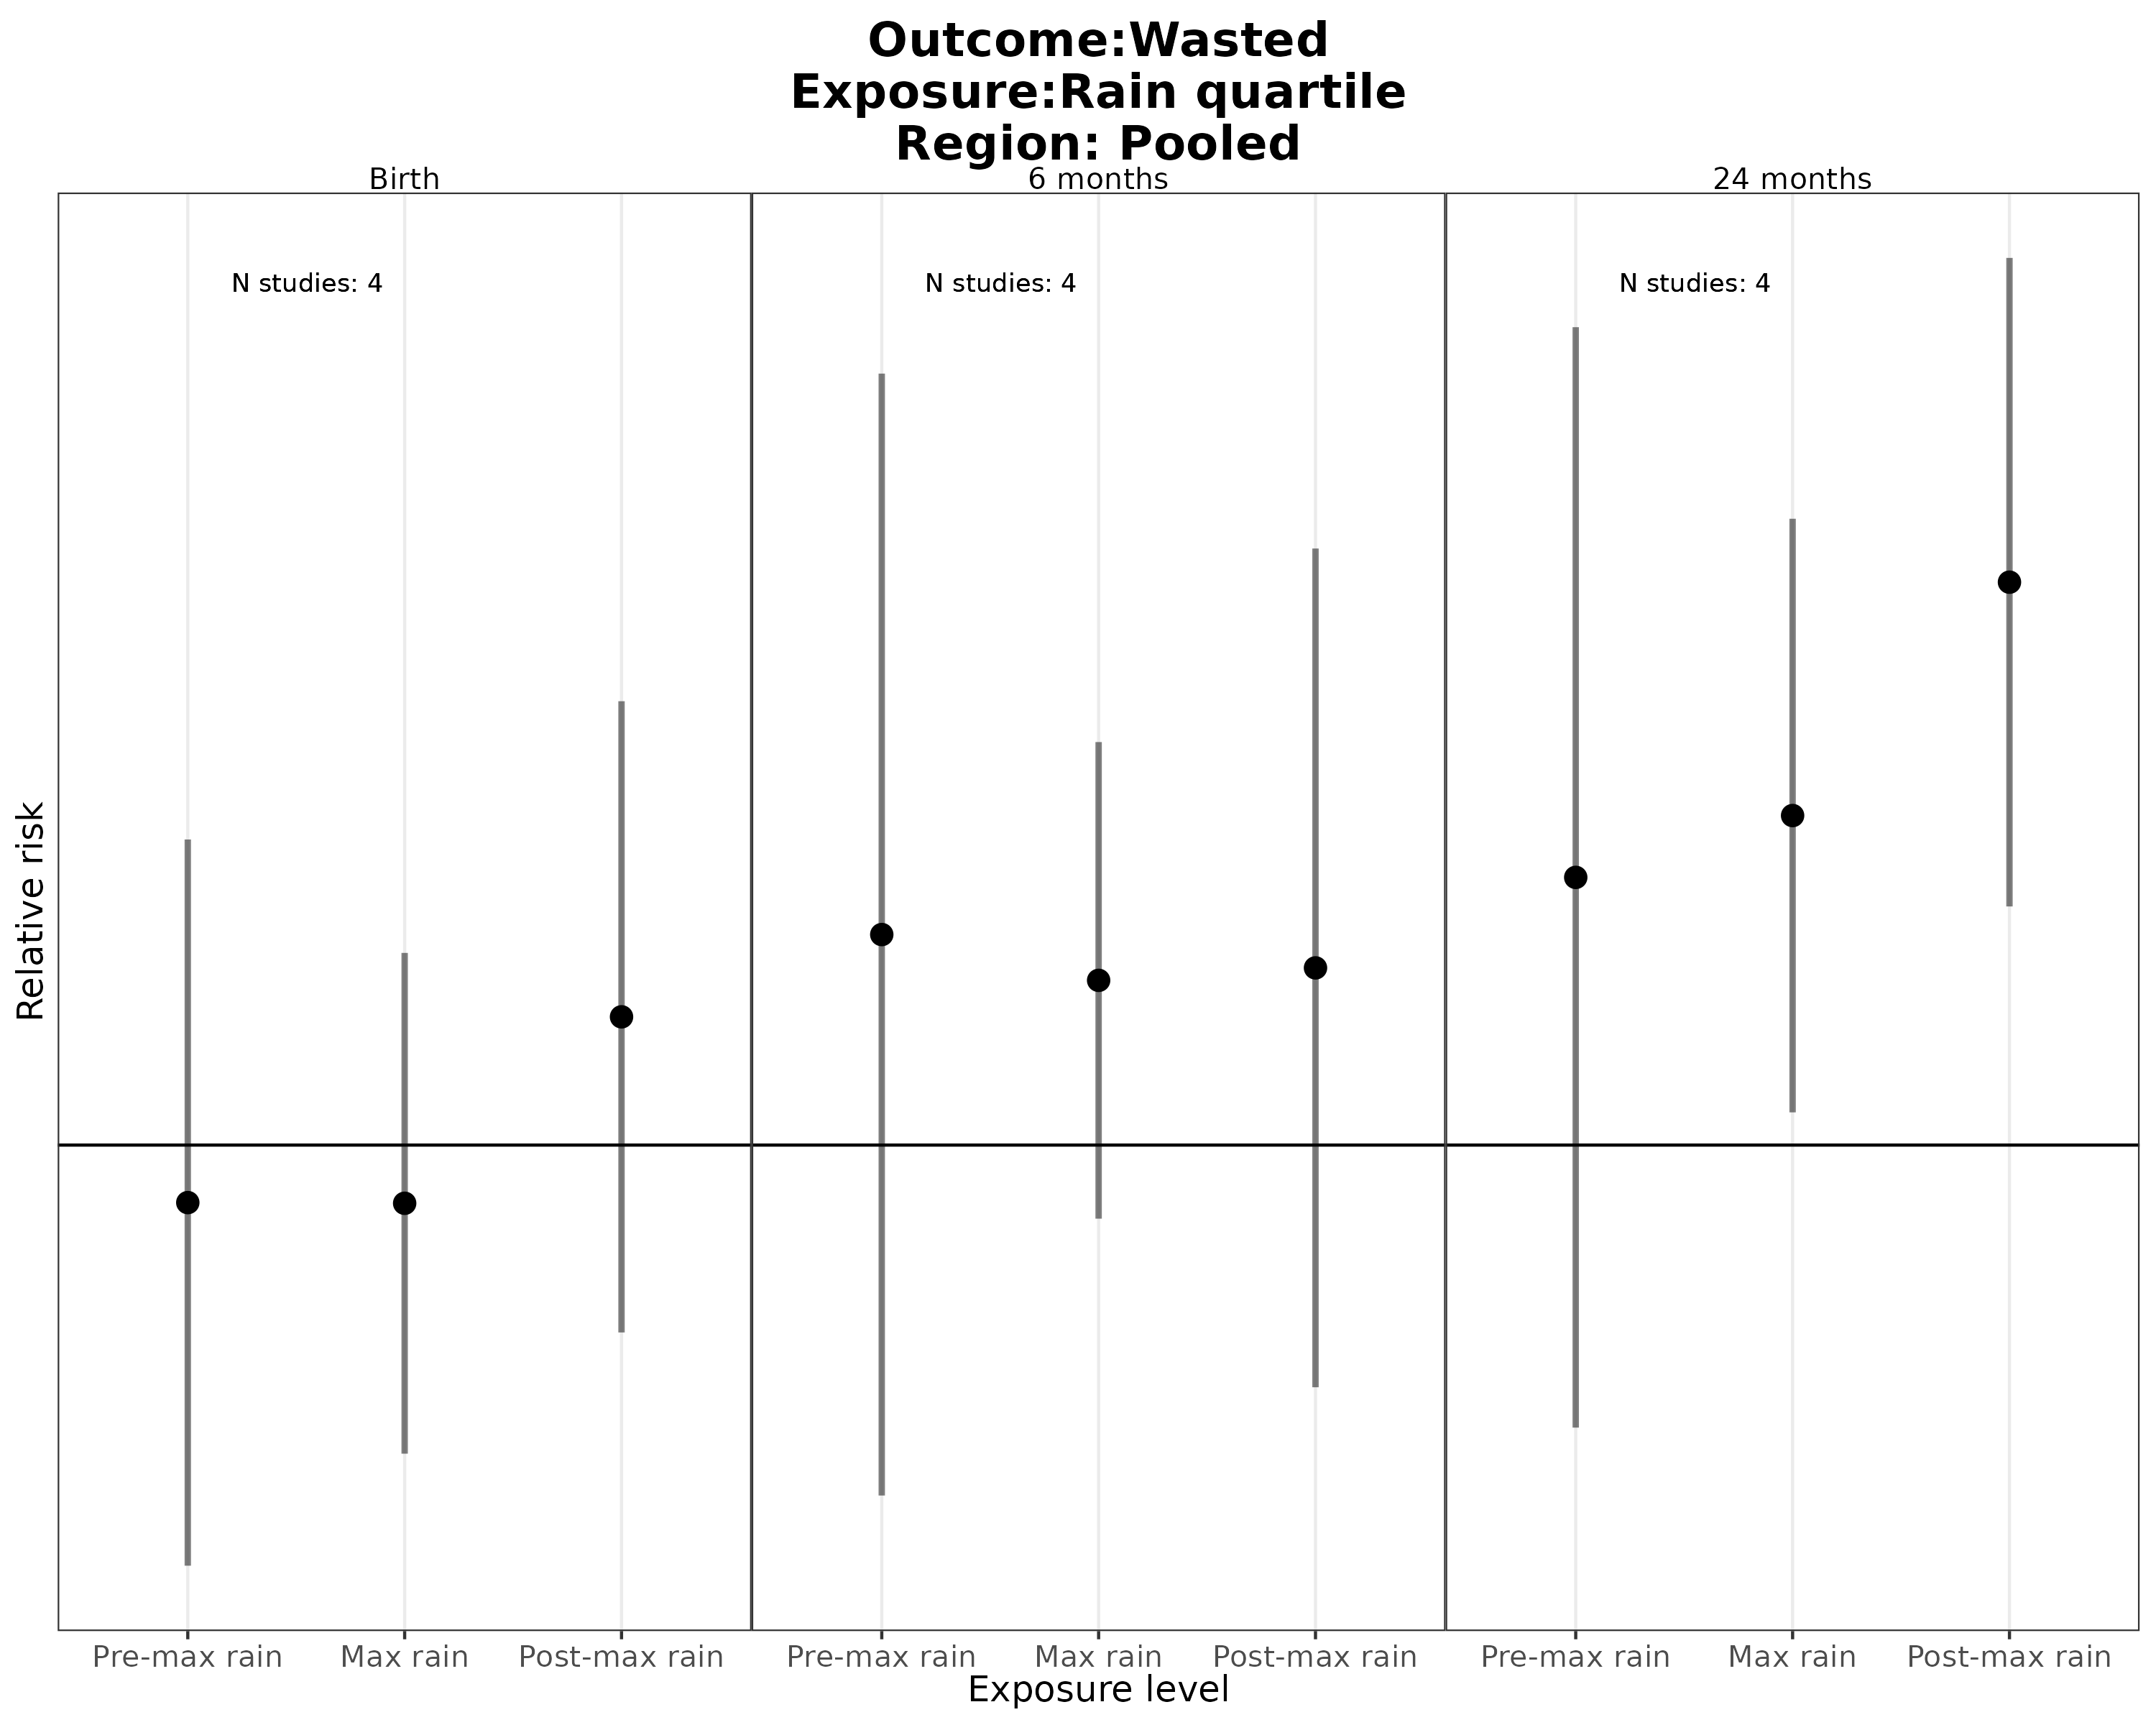 Outcome:Wasted
Exposure:Rain quartile
Region: Pooled
Birth
6 months
24 months
N studies: 4
N studies: 4
N studies: 4
Relative risk
Pre-max rain
Max rain
Post-max rain
Pre-max rain
Max rain
Post-max rain
Pre-max rain
Max rain
Post-max rain
Exposure level